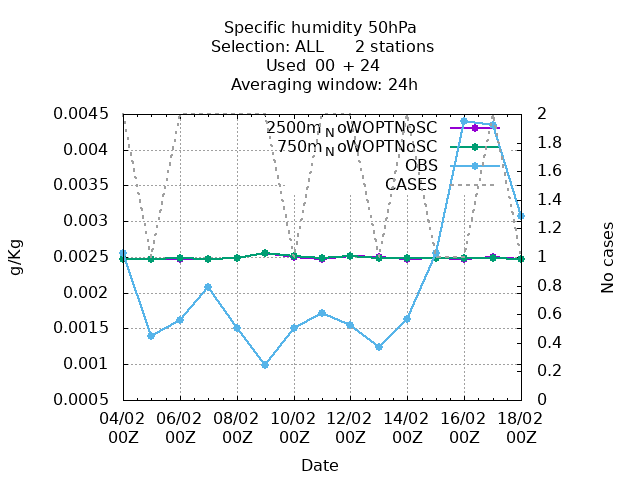 Specific humidity 50hPa
Selection: ALL 2 stations
Used 00 + 24
Averaging window: 24h
2500m_NoWOPTNoSC
750m_NoWOPTNoSC
OBS
CASES
0.0045
0.004
0.0035
0.003
0.0025
0.002
0.0015
0.001
0.0005
g/Kg
2
1.8
1.6
1.4
1.2
1
0.8
0.6
0.4
0.2
0
No cases
04/02 06/02 08/02 10/02 12/02 14/02 16/02 18/02
00Z 00Z 00Z 00Z 00Z 00Z 00Z 00Z
Date